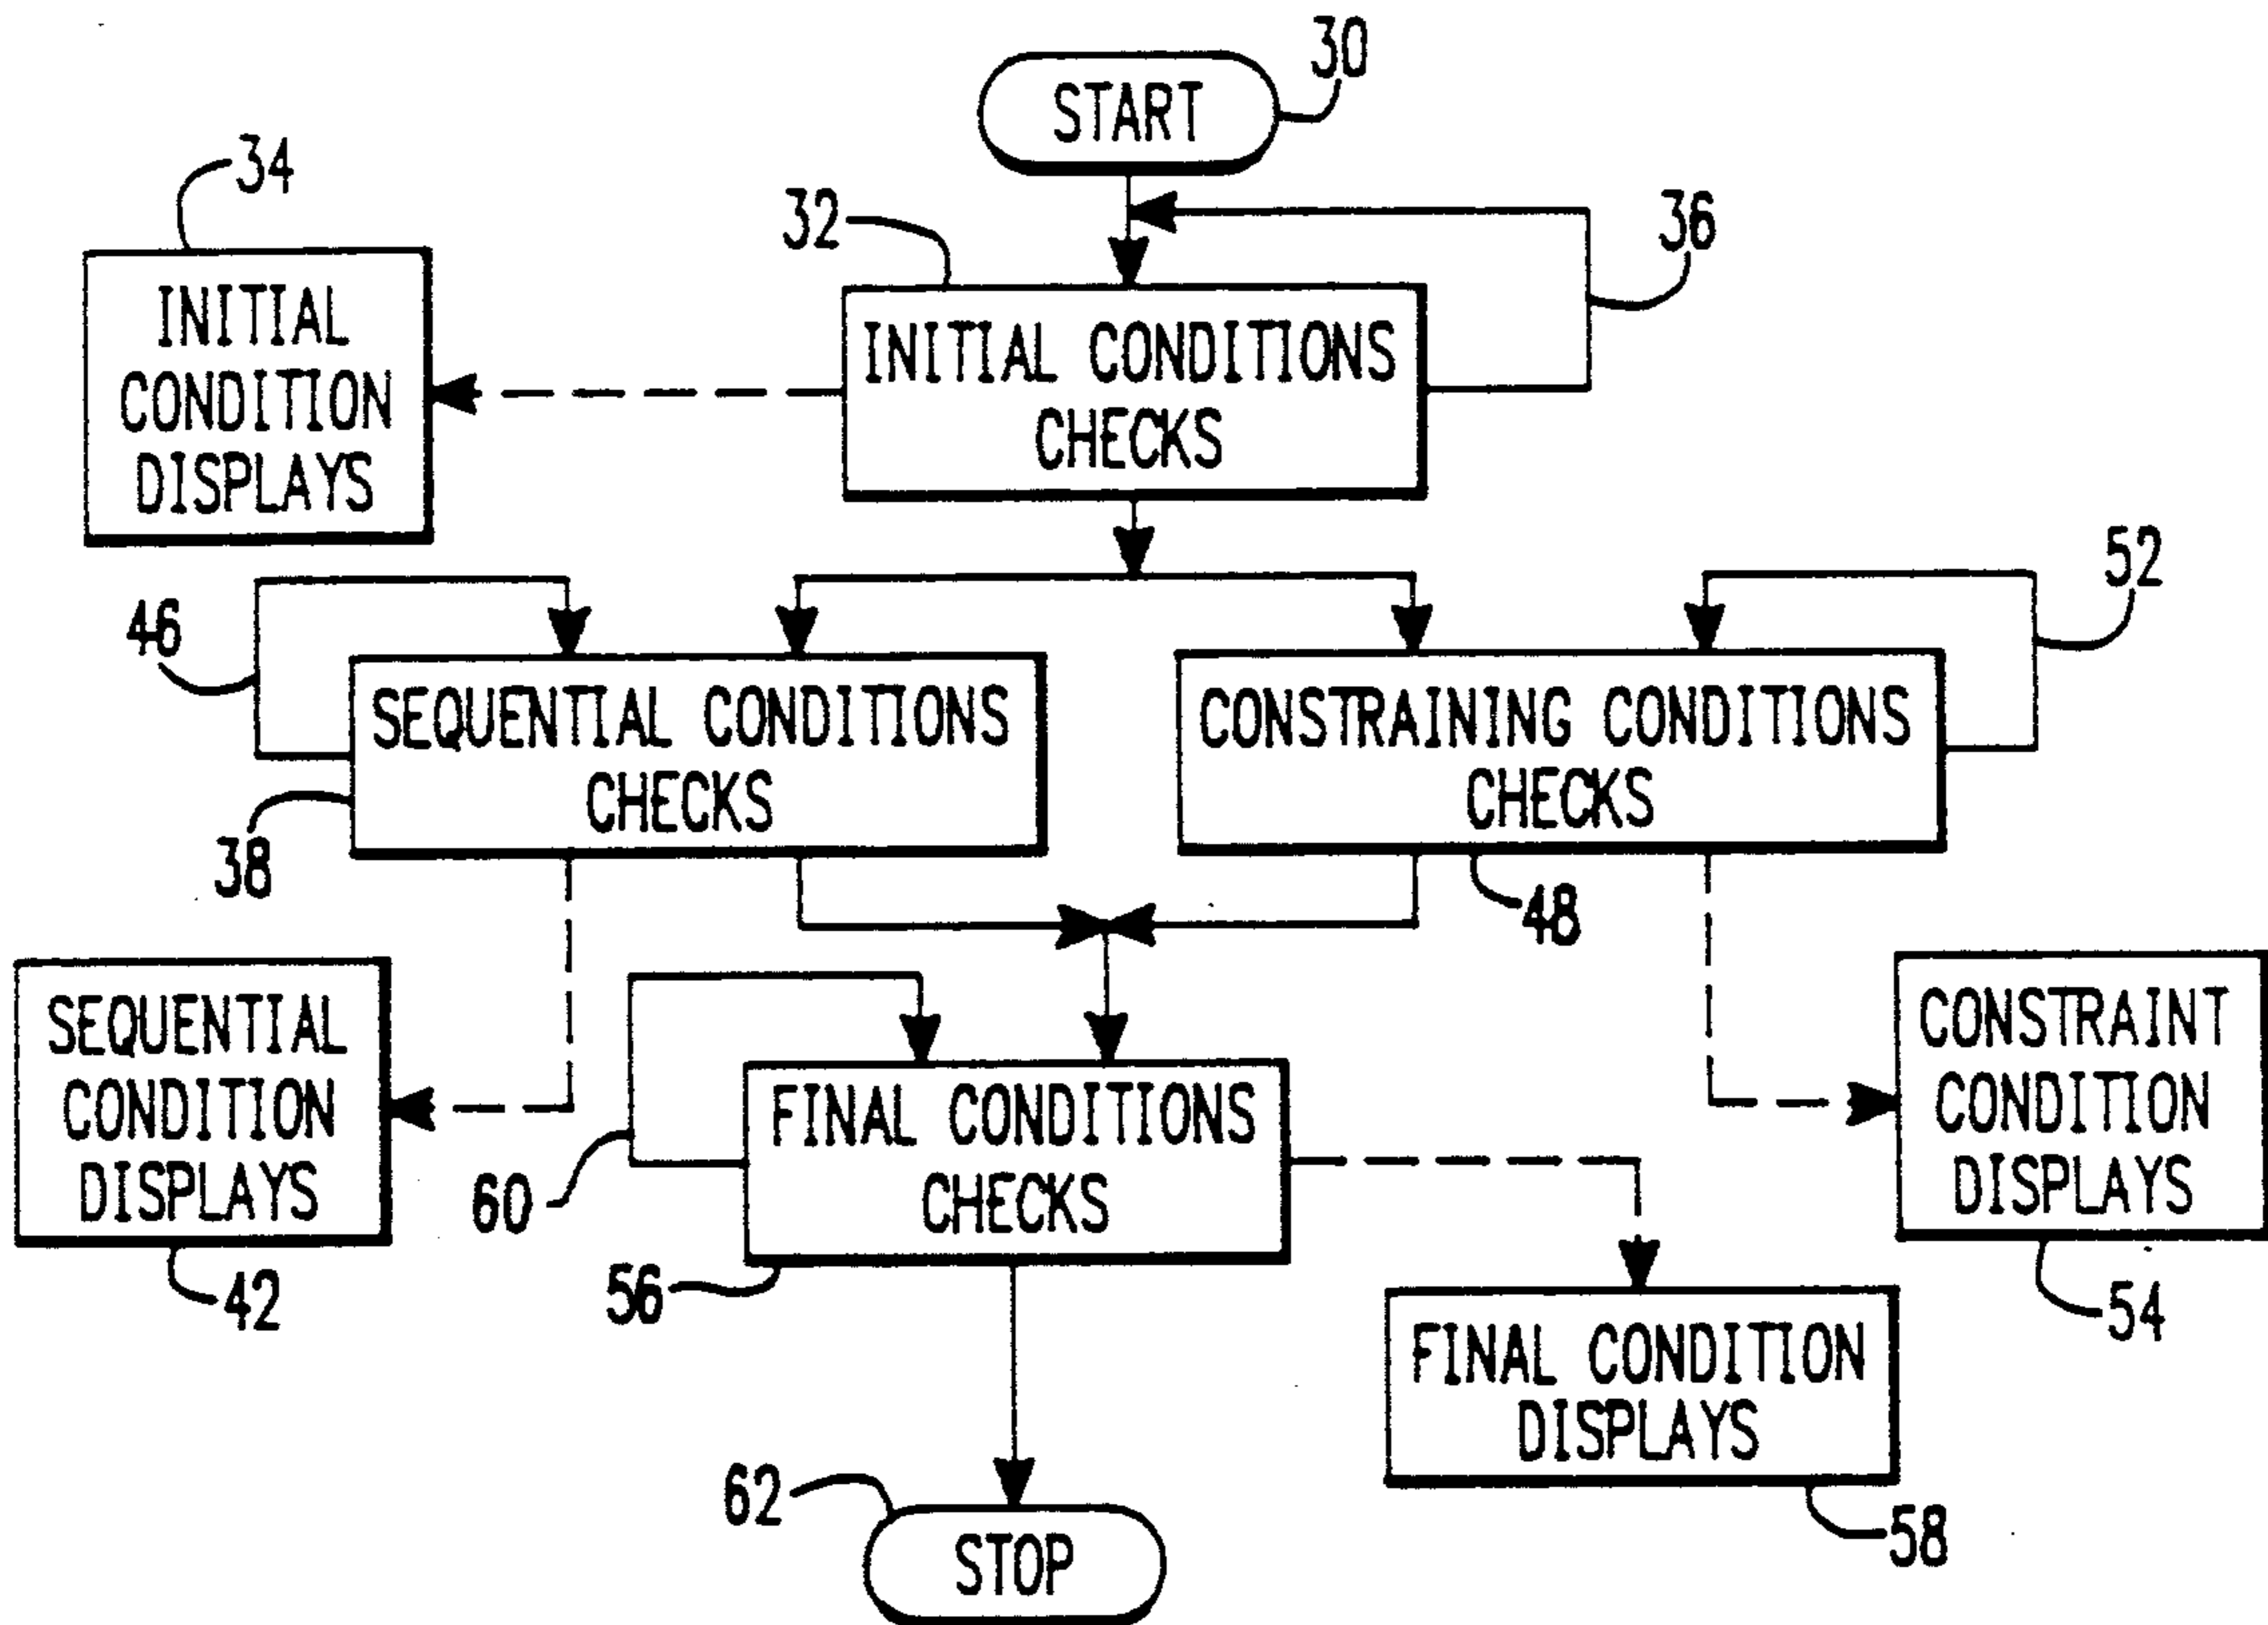 30
START
34
32
36
INITIAL
CONDITION
DISPLAYS
INITIAL CONDITIONS
CHECKS
52
46
SEQUENTIAL CONDITIONS
CHECKS
CONSTRAINING CONDITIONS
CHECKS
38
48
SEQUENTIAL
CONDITION
DISPLAYS
CONSTRAINT
CONDITION
DISPLAYS
FINAL CONDITIONS
CHECKS
60
42
56
54
FINAL CONDITION
DISPLAYS
62
STOP
58